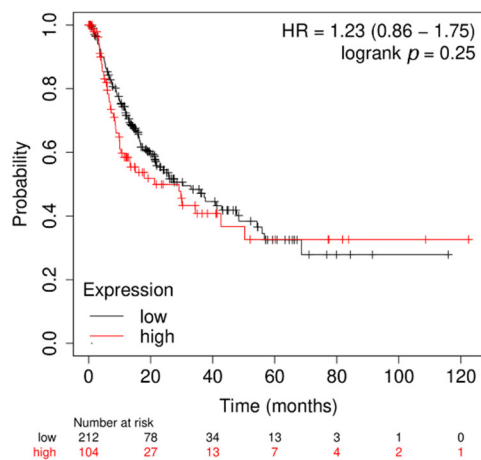 HR = 1.23 (0.86 − 1.75)
logrank p = 0.25
Probability
1.0
0.8
0.6
0.4
0.2
0.0
Expression
low
high
0 20 40 60 80 100 120
Time (months)
Number at risk
low 212 78 34 13 3 1 0
high 104 27 13 7 4 2 1